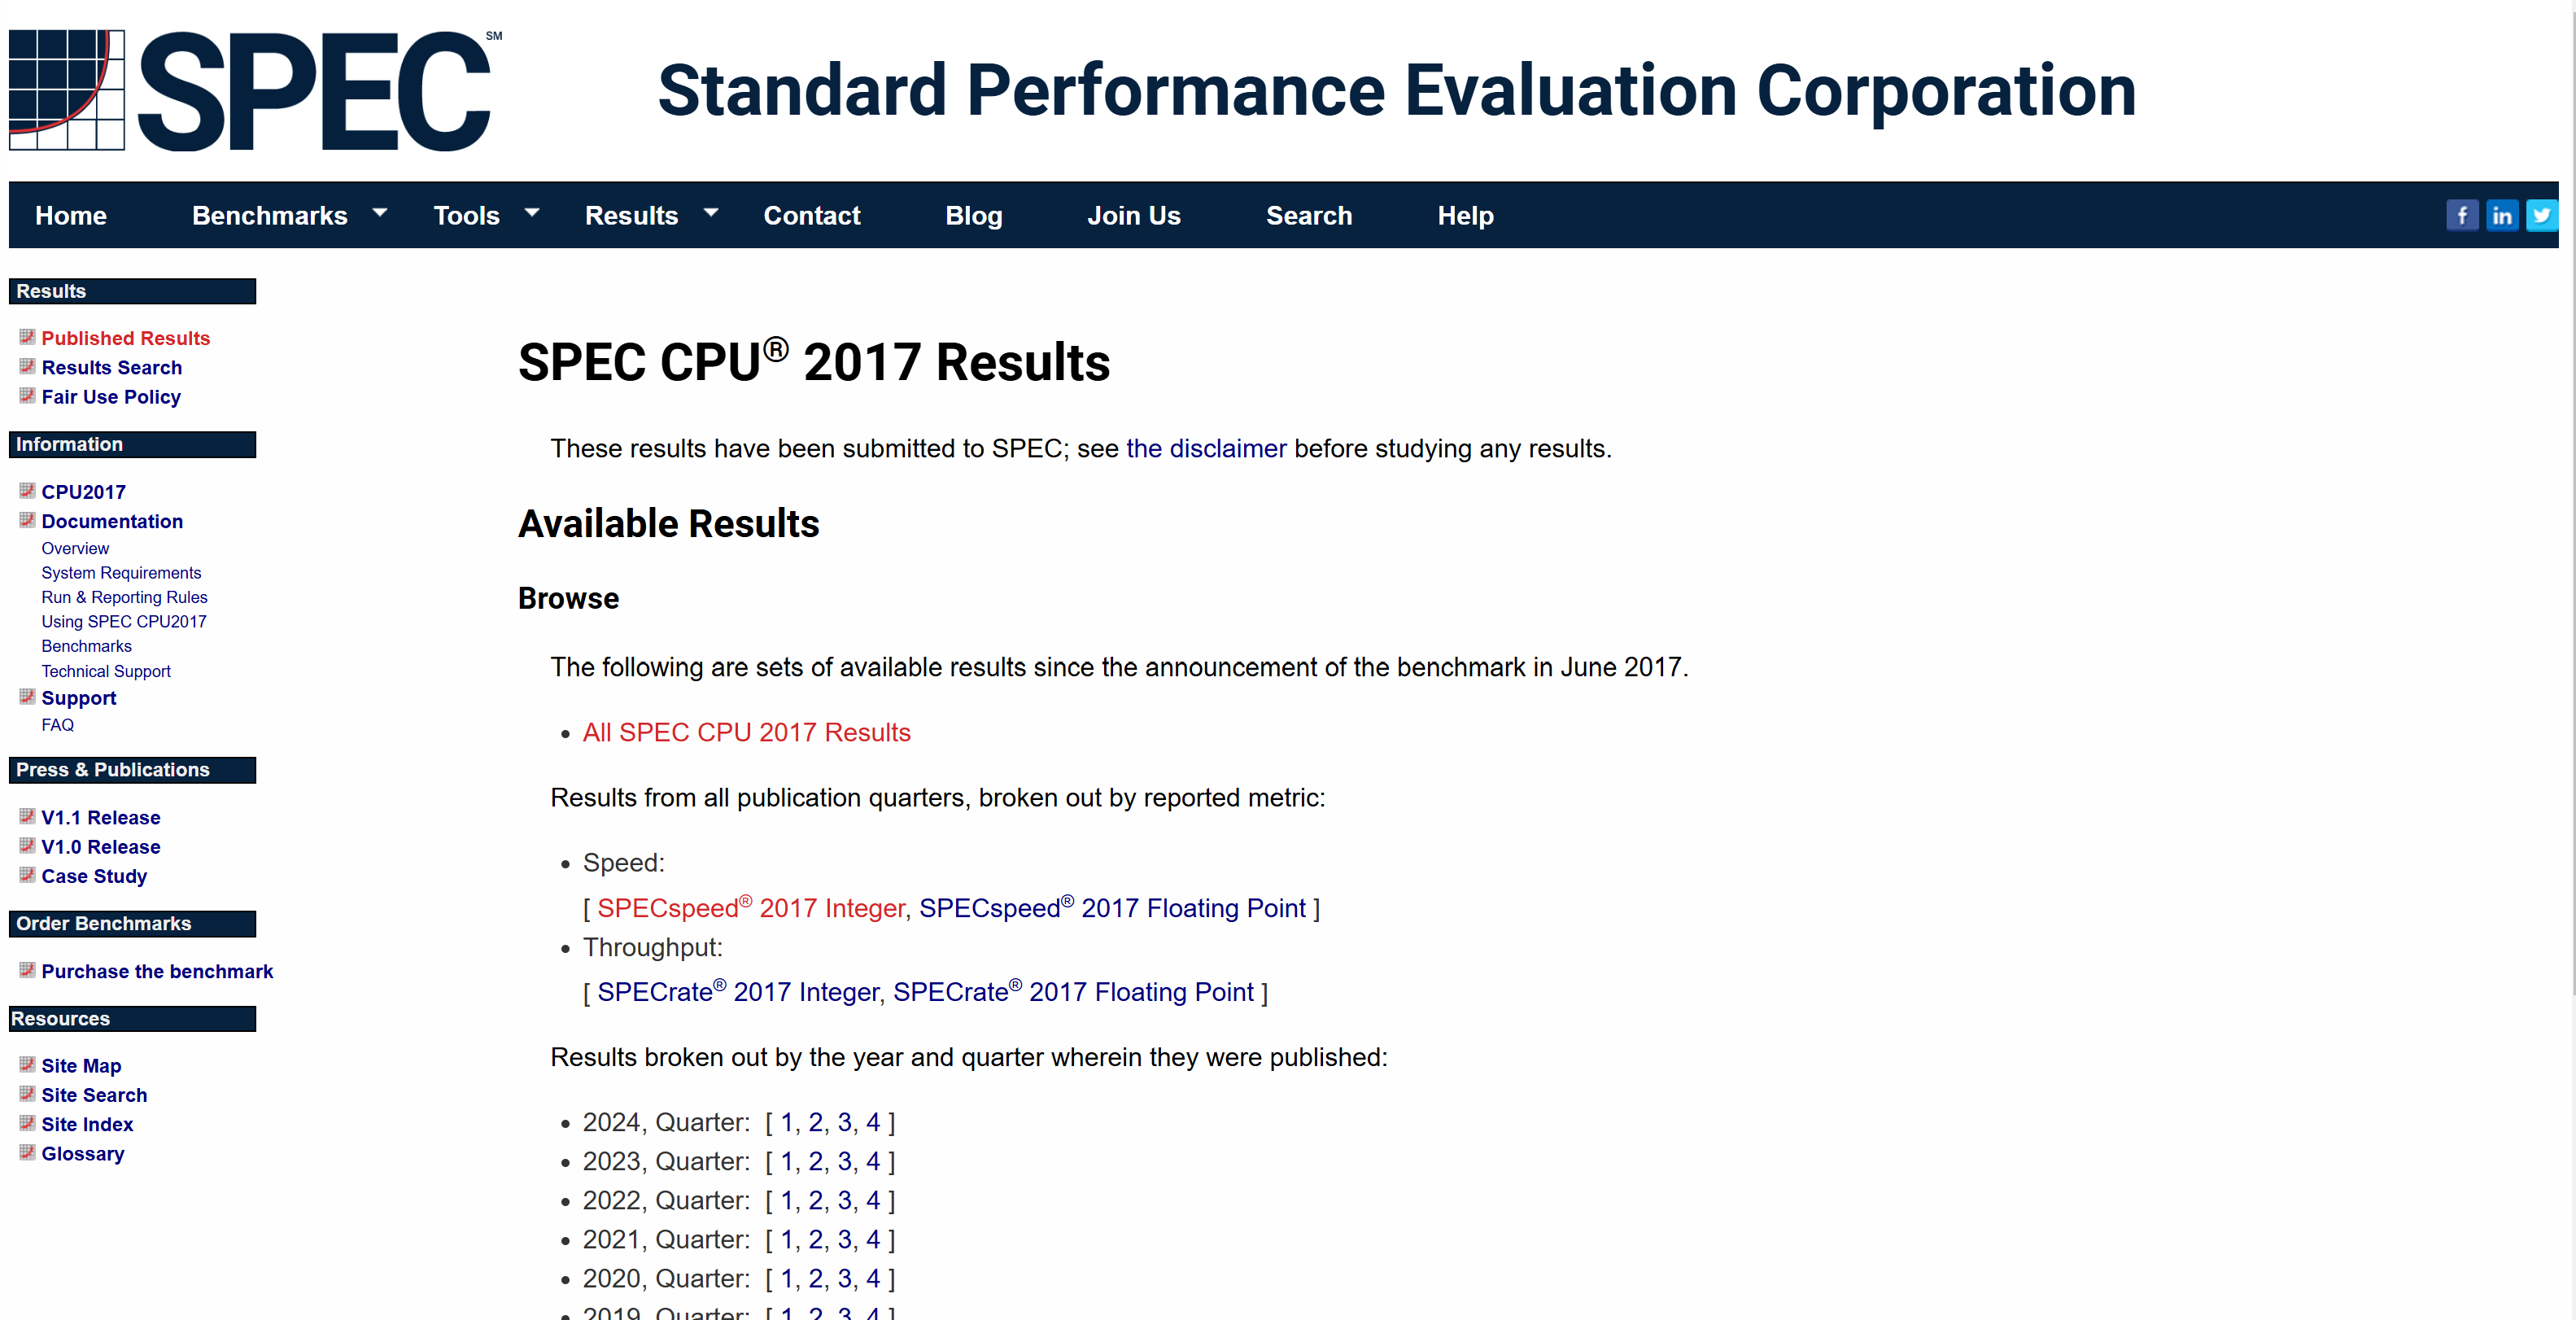 SPEC℠
Standard Performance Evaluation Corporation
Home Benchmarks Tools Results Contact Blog Join Us Search Help
Results
Published Results
Results Search
Fair Use Policy
Information
CPU2017
Documentation
Overview
System Requirements
Run & Reporting Rules
Using SPEC CPU2017
Benchmarks
Technical Support
Support
FAQ
Press & Publications
V1.1 Release
V1.0 Release
Case Study
Order Benchmarks
Purchase the benchmark
Resources
Site Map
Site Search
Site Index
Glossary
SPEC CPU® 2017 Results
These results have been submitted to SPEC; see the disclaimer before studying any results.
Available Results
Browse
The following are sets of available results since the announcement of the benchmark in June 2017.
• All SPEC CPU 2017 Results
Results from all publication quarters, broken out by reported metric:
• Speed:
[ SPECspeed® 2017 Integer, SPECspeed® 2017 Floating Point ]
• Throughput:
[ SPECrate® 2017 Integer, SPECrate® 2017 Floating Point ]
Results broken out by the year and quarter wherein they were published:
• 2024, Quarter: [ 1, 2, 3, 4 ]
• 2023, Quarter: [ 1, 2, 3, 4 ]
• 2022, Quarter: [ 1, 2, 3, 4 ]
• 2021, Quarter: [ 1, 2, 3, 4 ]
• 2020, Quarter: [ 1, 2, 3, 4 ]
• 2019, Quarter: [ 1, 2, 3, 4 ]